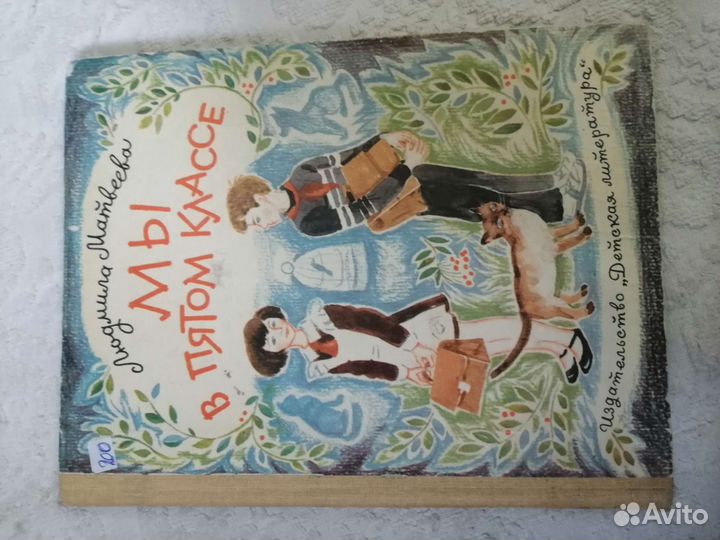 Людмила Матвеева
МЫ
В ПЯТОМ КЛАССЕ
Издательство „Детская литература“
200
Avito